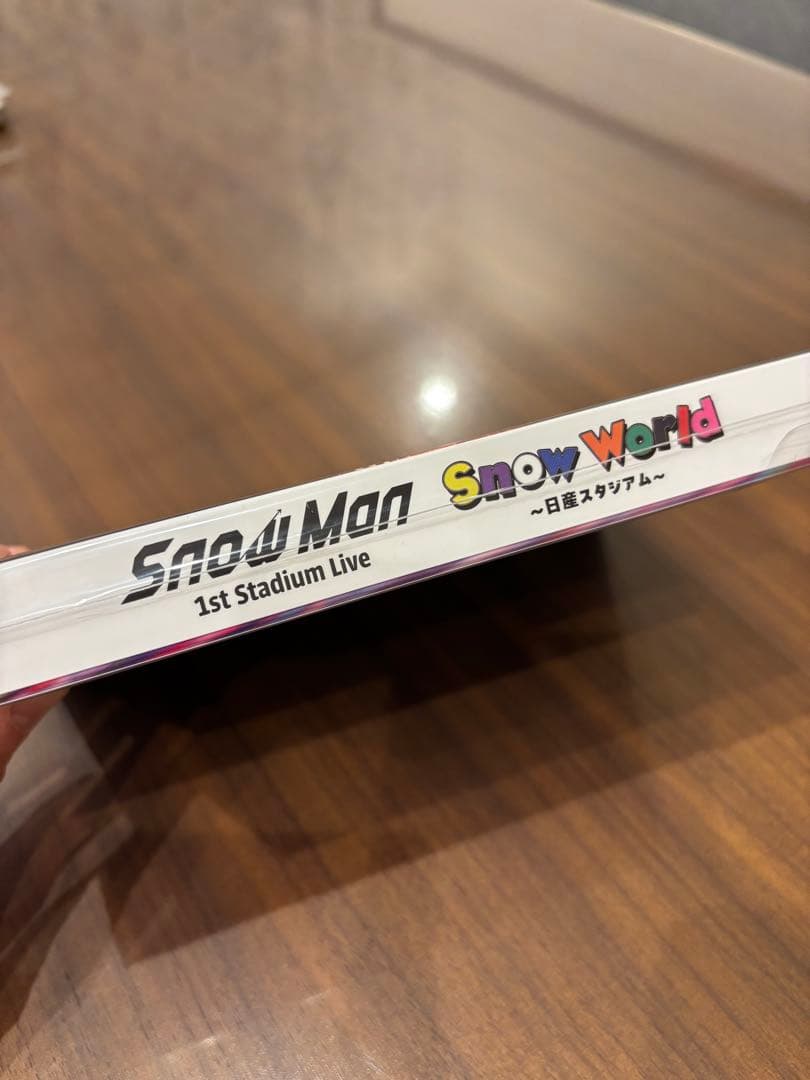 Snow Man
1st Stadium Live
Snow World
~日産スタジアム~